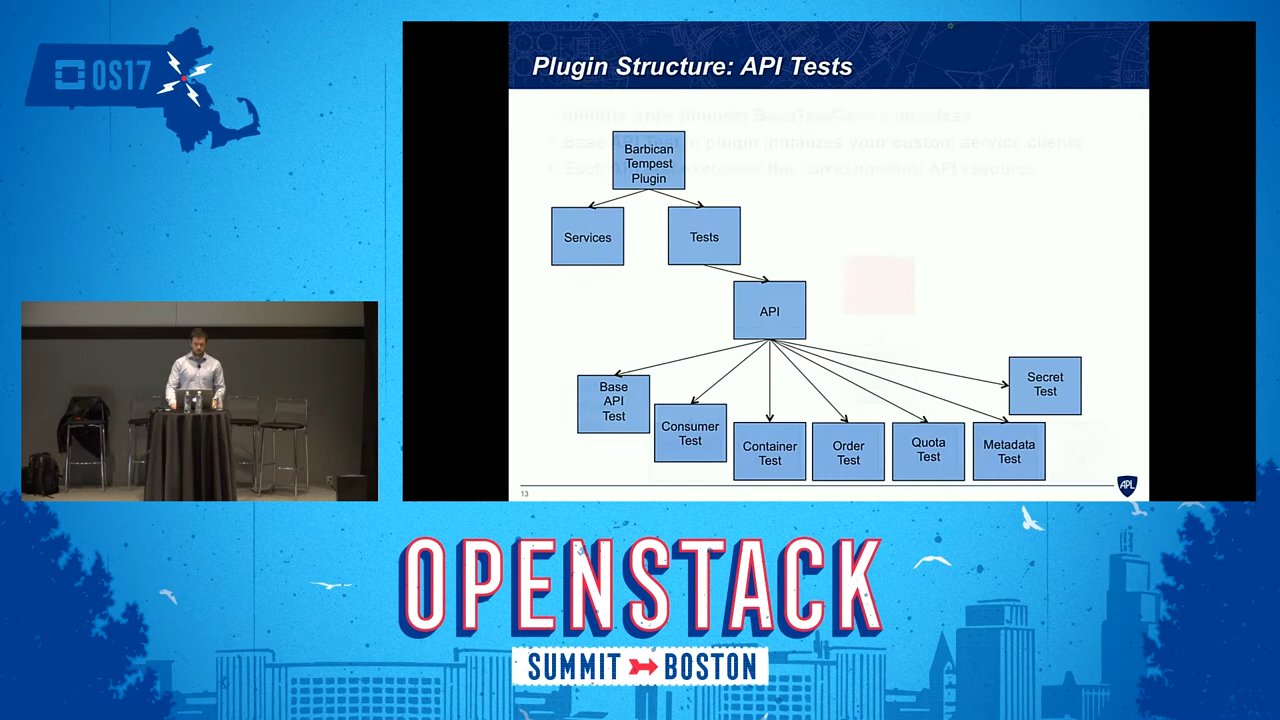 OS17
Plugin Structure: API Tests
Barbican
Tempest
Plugin
Services
Tests
API
Base
API
Test
Consumer
Test
Container
Test
Order
Test
Quota
Test
Metadata
Test
Secret
Test
13
APL
OPENSTACK
SUMMIT BOSTON